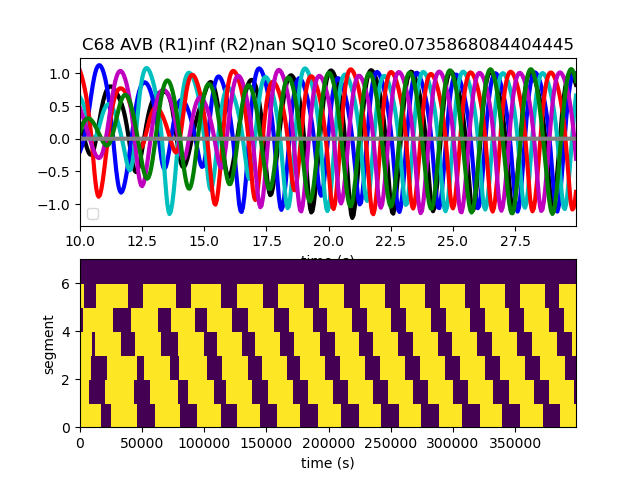 C68 AVB (R1)inf (R2)nan SQ10 Score0.0735868084404445
1.0
0.5
0.0
−0.5
−1.0
10.0 12.5 15.0 17.5 20.0 22.5 25.0 27.5
time (s)
6
4
2
0
segment
0 50000 100000 150000 200000 250000 300000 350000
time (s)